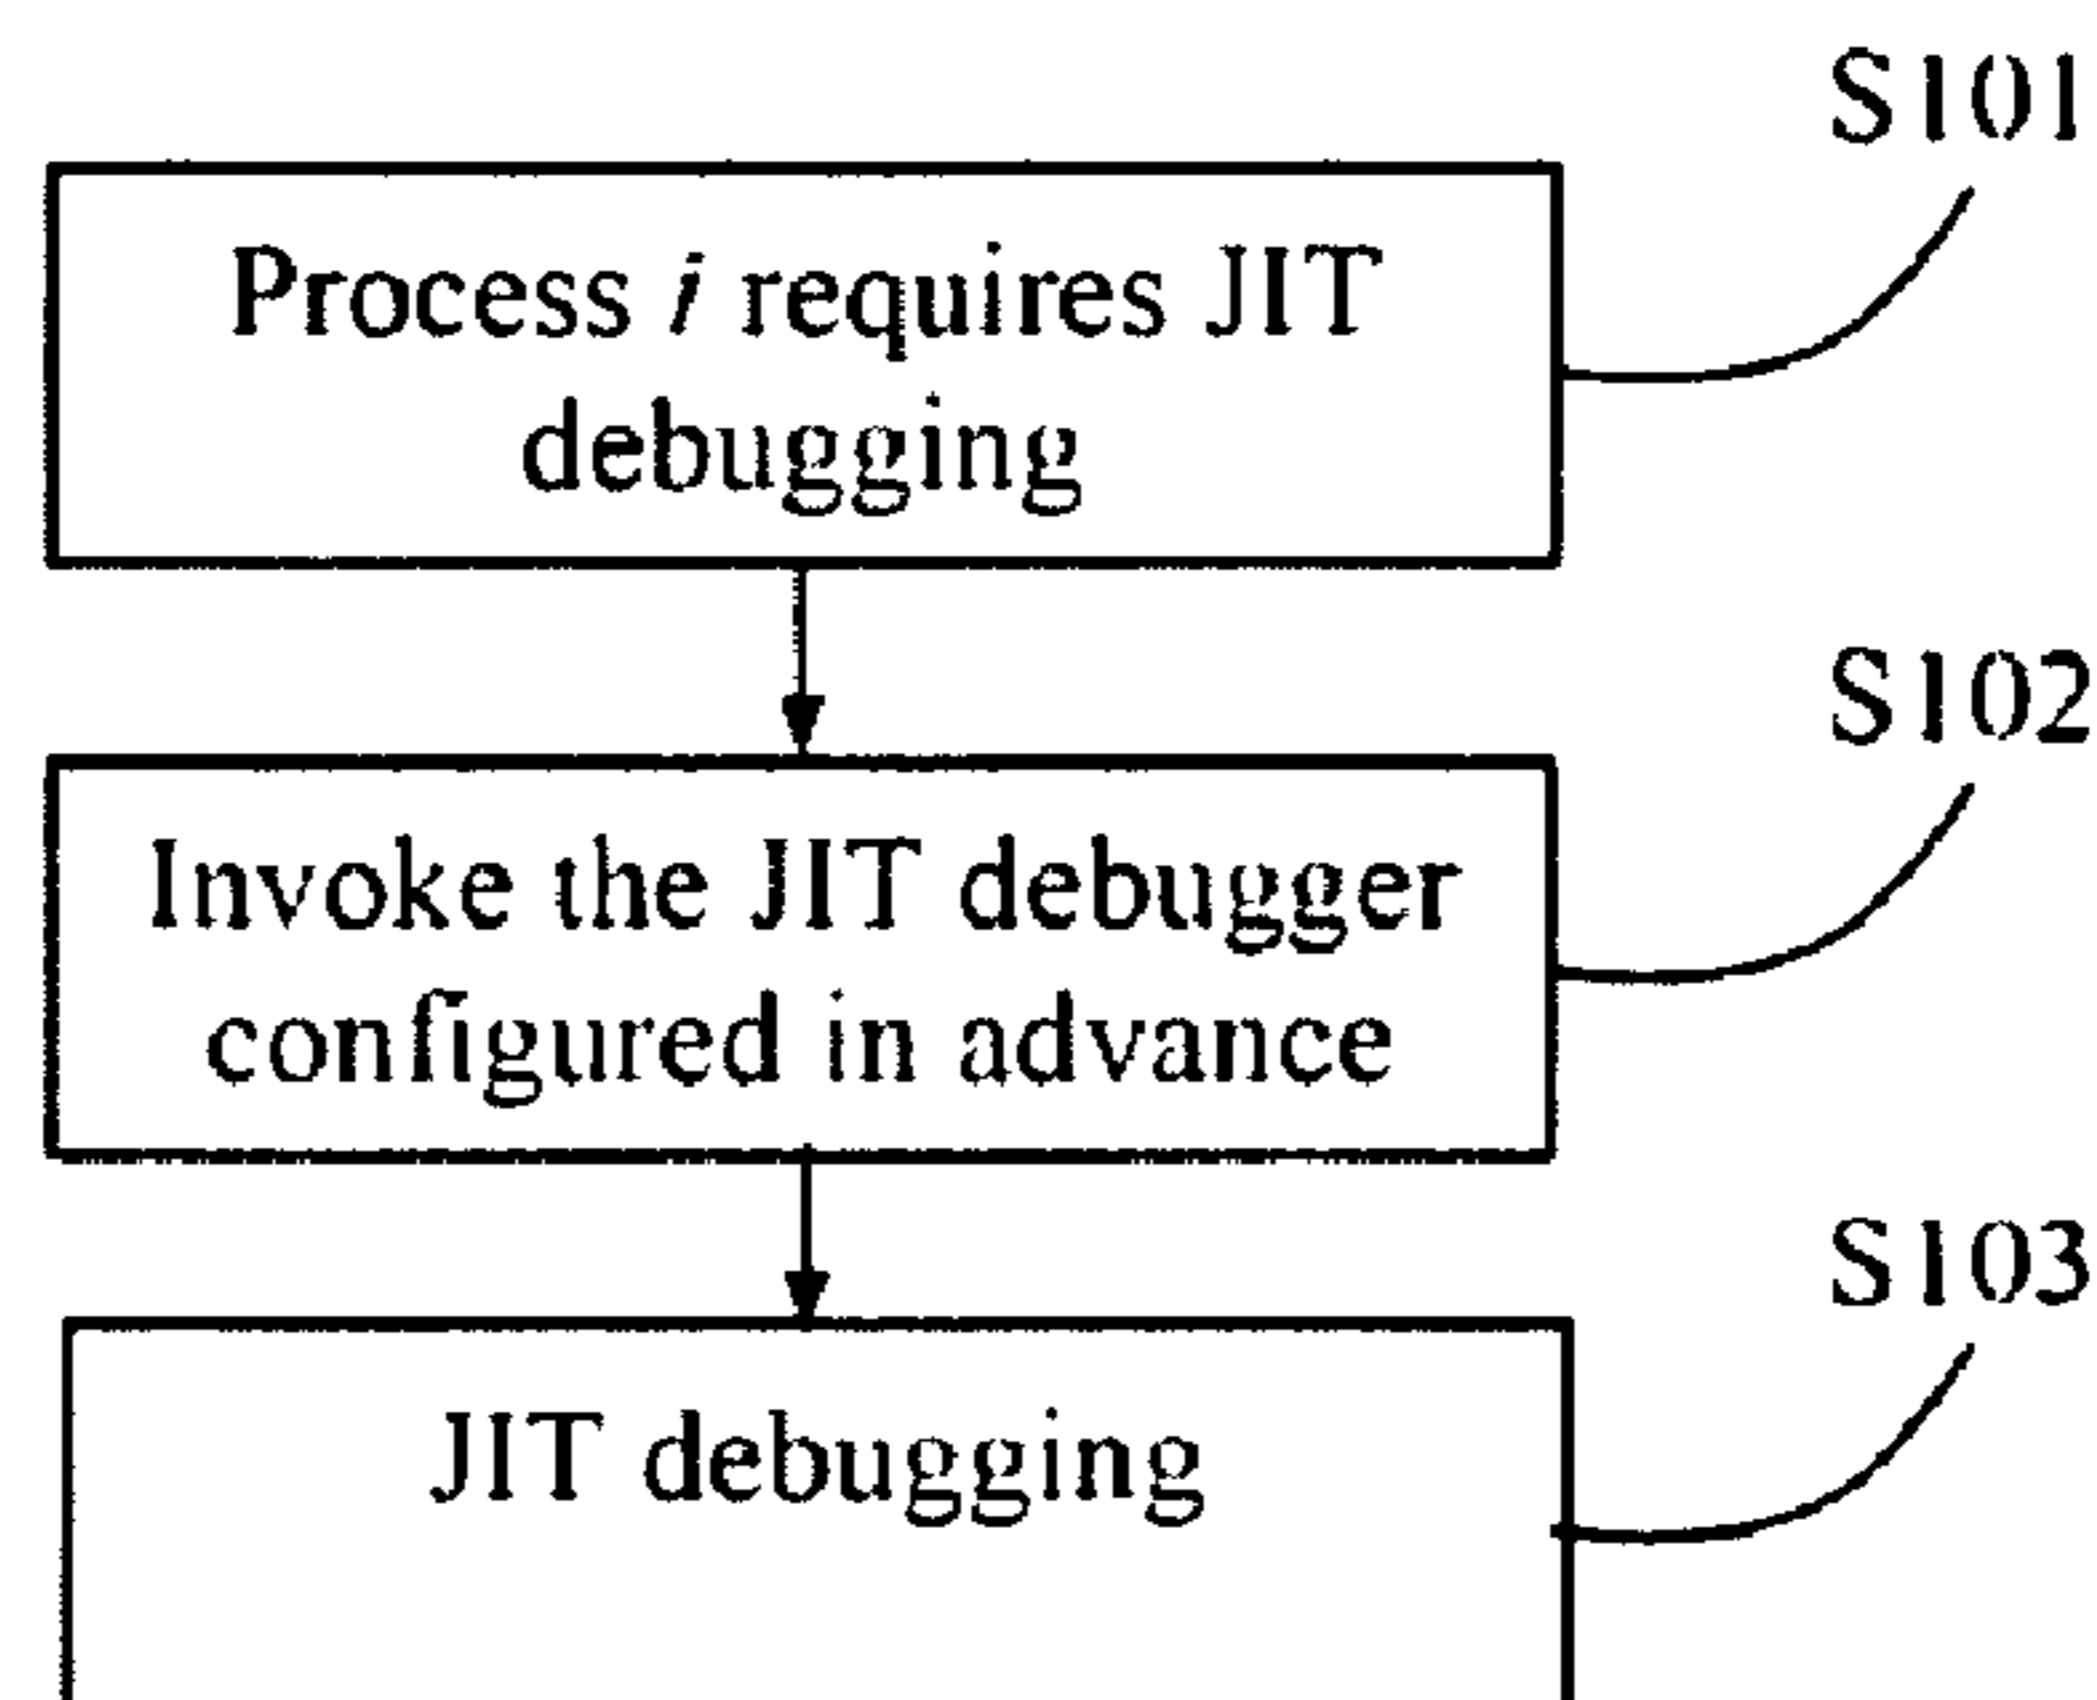 S101
Process i requires JIT
debugging
S102
Invoke the JIT debugger
configured in advance
S103
JIT debugging